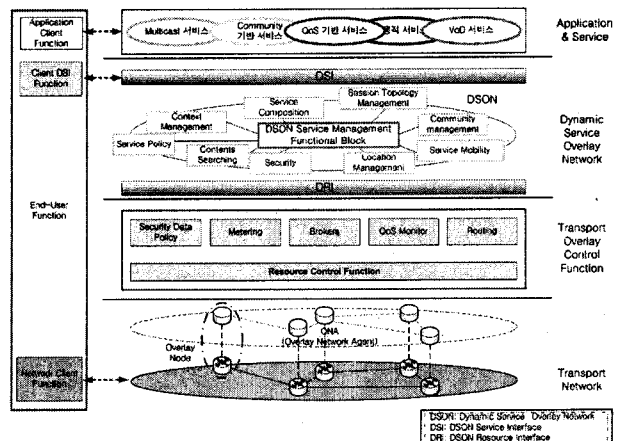 Application
Client
Function
Multicast 서비스
Community
기반 서비스
QoS 기반 서비스
서비스
VoD 서비스
Application
& Service
Client DSI
Function
DSI
Service
Composition
Session Topology
Management
DSON
Context
Management
DSON Service Management
Functional Block
Community
management
Service Policy
Contents
Searching
Security
Location
Management
Service Mobility
DRI
Dynamic
Service
Overlay
Network
End-User
Function
Security Data
Policy
Metering
Brokers
QoS Monitor
Routing
Resource Control Function
Transport
Overlay
Control
Function
Overlay
Node
ONA
(Overlay Network Agent)
Network Client
Function
Transport
Network
DSON: Dynamic Service Overlay Network
DSI: DSON Service Interface
DRI: DSON Resource Interface